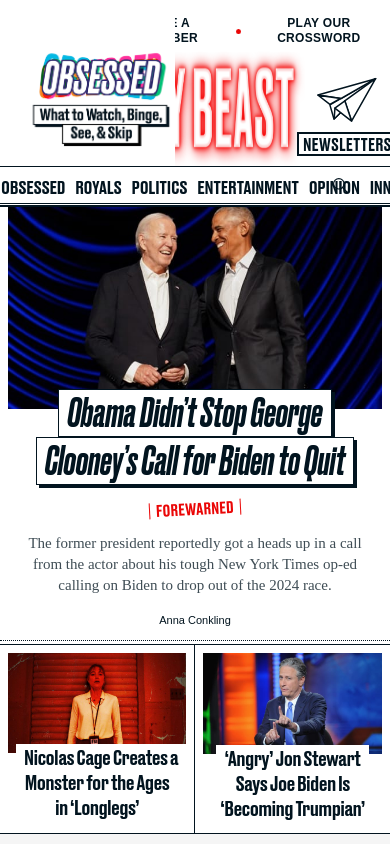 E A
BER
PLAY OUR
CROSSWORD
OBSESSED
What to Watch, Binge,
See, & Skip
Y BEAST
NEWSLETTERS
OBSESSED ROYALS POLITICS ENTERTAINMENT OPINION INN
Obama Didn't Stop George
Clooney's Call for Biden to Quit
FOREWARNED
The former president reportedly got a heads up in a call
from the actor about his tough New York Times op-ed
calling on Biden to drop out of the 2024 race.
Anna Conkling
Nicolas Cage Creates a
Monster for the Ages
in 'Longlegs'
'Angry' Jon Stewart
Says Joe Biden Is
'Becoming Trumpian'